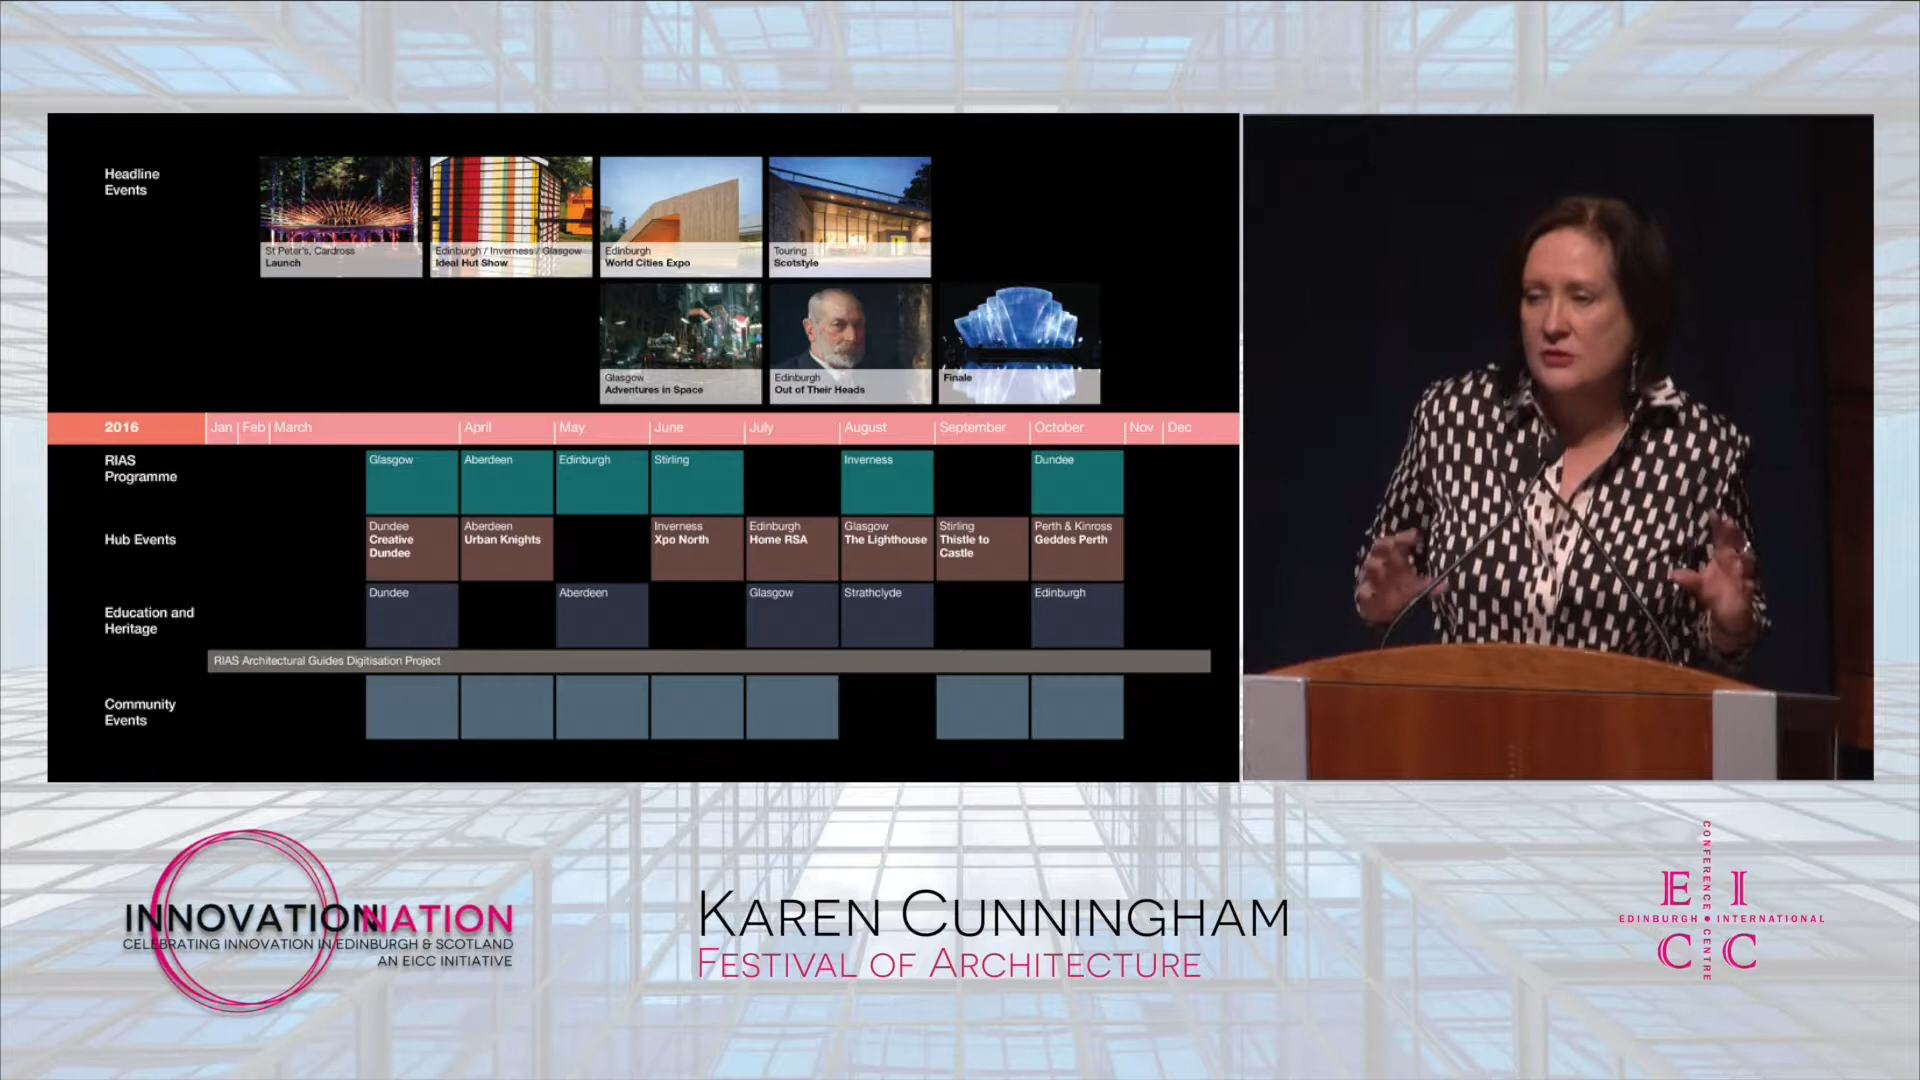 Headline
Events
St Peter's, Cardross
Launch
Edinburgh / Inverness / Glasgow
Ideal Hut Show
Edinburgh
World Cities Expo
Touring
Scotstyle
Glasgow
Adventures in Space
Edinburgh
Out of Their Heads
Finale
2016 Jan Feb March April May June July August September October Nov Dec
RIAS
Programme
Glasgow
Aberdeen
Edinburgh
Stirling
Inverness
Dundee
Hub Events
Dundee
Creative
Dundee
Aberdeen
Urban Knights
Inverness
Xpo North
Edinburgh
Home RSA
Glasgow
The Lighthouse
Stirling
Thistle to
Castle
Perth & Kinross
Geddes Perth
Education and
Heritage
Dundee
Aberdeen
Glasgow
Strathclyde
Edinburgh
RIAS Architectural Guides Digitisation Project
Community
Events
INNOVATIONNATION
CELEBRATING INNOVATION IN EDINBURGH & SCOTLAND
AN EICC INITIATIVE
KAREN CUNNINGHAM
FESTIVAL OF ARCHITECTURE
E I
EDINBURGH INTERNATIONAL
C C
CONFERENCE CENTRE